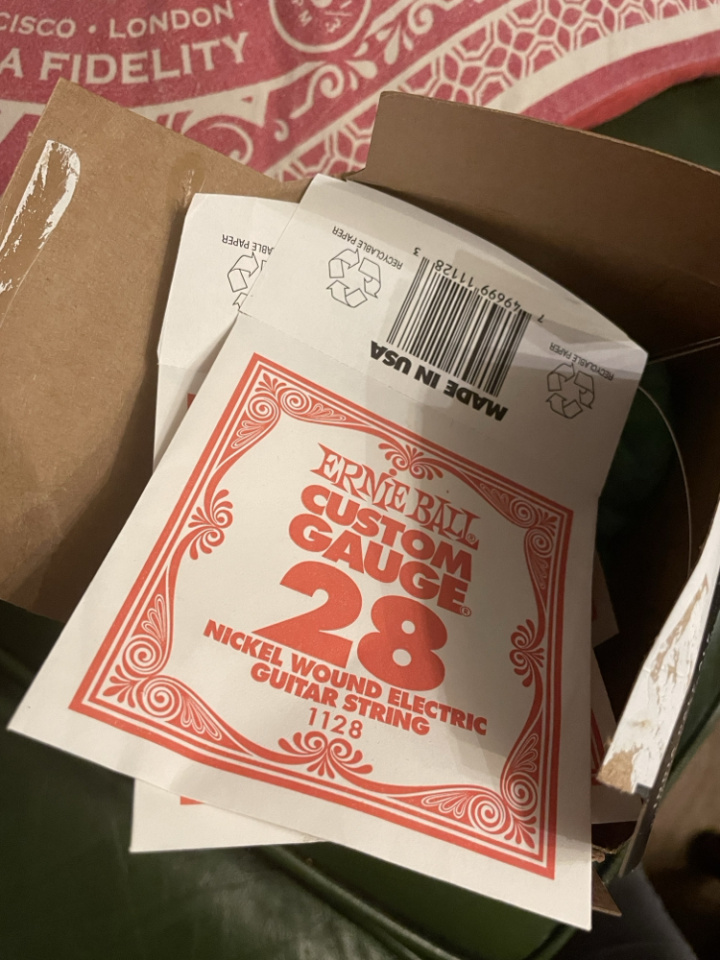 CISCO • LONDON
A FIDELITY
ABLE PAPER
RECYCLABLE PAPER
7 49699 11128 3
MADE IN USA
RECYCLABLE PAPER
ERNIE BALL®
CUSTOM
GAUGE®
28
NICKEL WOUND ELECTRIC
GUITAR STRING
1128